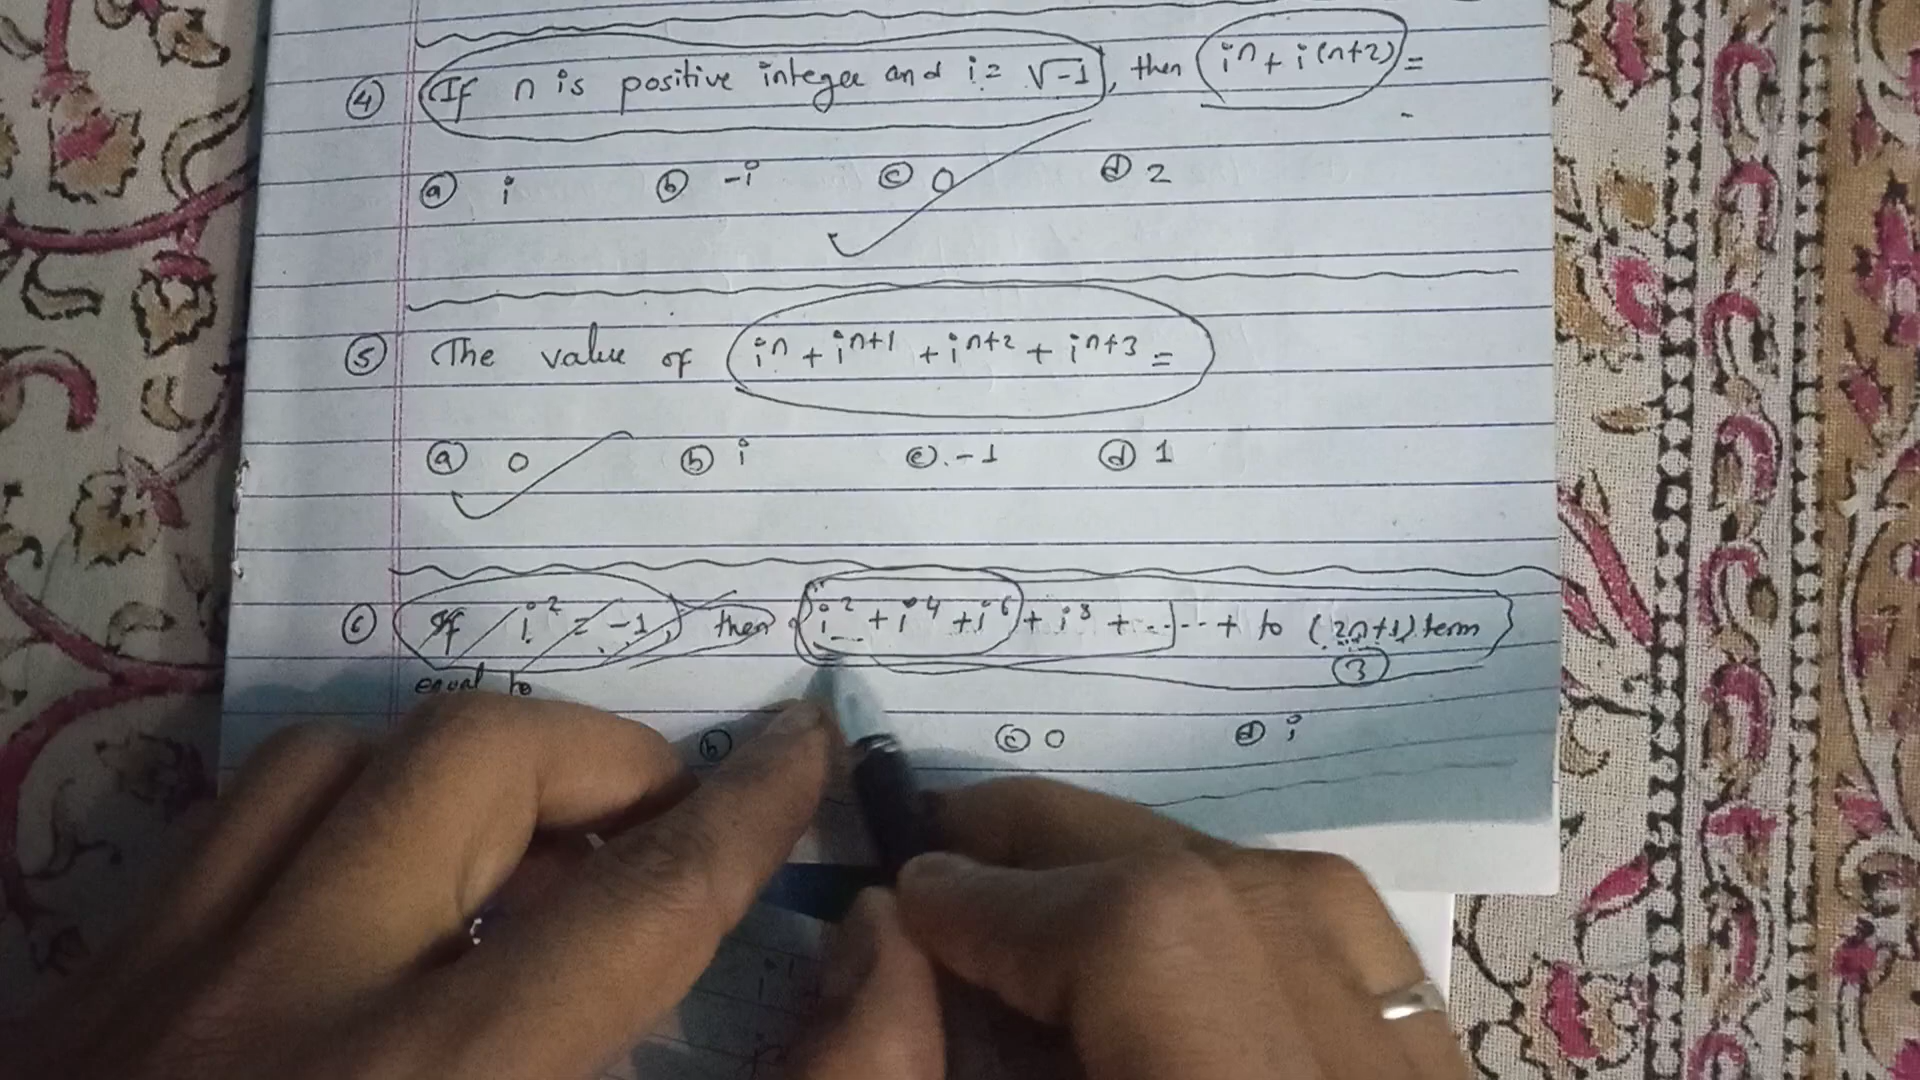 ④ If n is positive integer and i = √-1, then iⁿ + i⁽ⁿ⁺²⁾ =
ⓐ i ⓑ -i ⓒ 0 ⓓ 2
⑤ The value of iⁿ + iⁿ⁺¹ + iⁿ⁺² + iⁿ⁺³ =
ⓐ 0 ⓑ i ⓒ -1 ⓓ 1
⑥ If i² = -1, then i² + i⁴ + i⁶ + i⁸ + ..... + to (2n+1) term
③
equal to
ⓑ ⓒ 0 ⓓ i